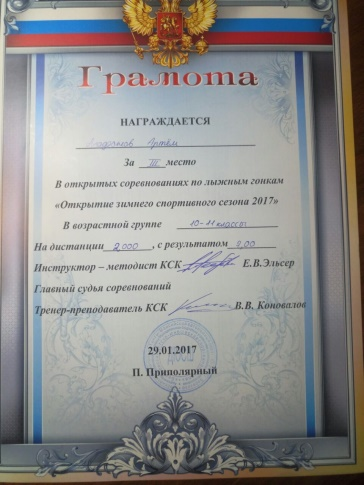 Грамота
НАГРАЖДАЕТСЯ
Артём
За III место
В открытых соревнованиях по лыжным гонкам
«Открытие зимнего спортивного сезона 2017»
В возрастной группе 10-11 классы
На дистанции 2000, с результатом 9,00
Инструктор – методист КСК Е.В.Эльсер
Главный судья соревнований
Тренер-преподаватель КСК В.В. Коновалов
29.01.2017
П. Приполярный